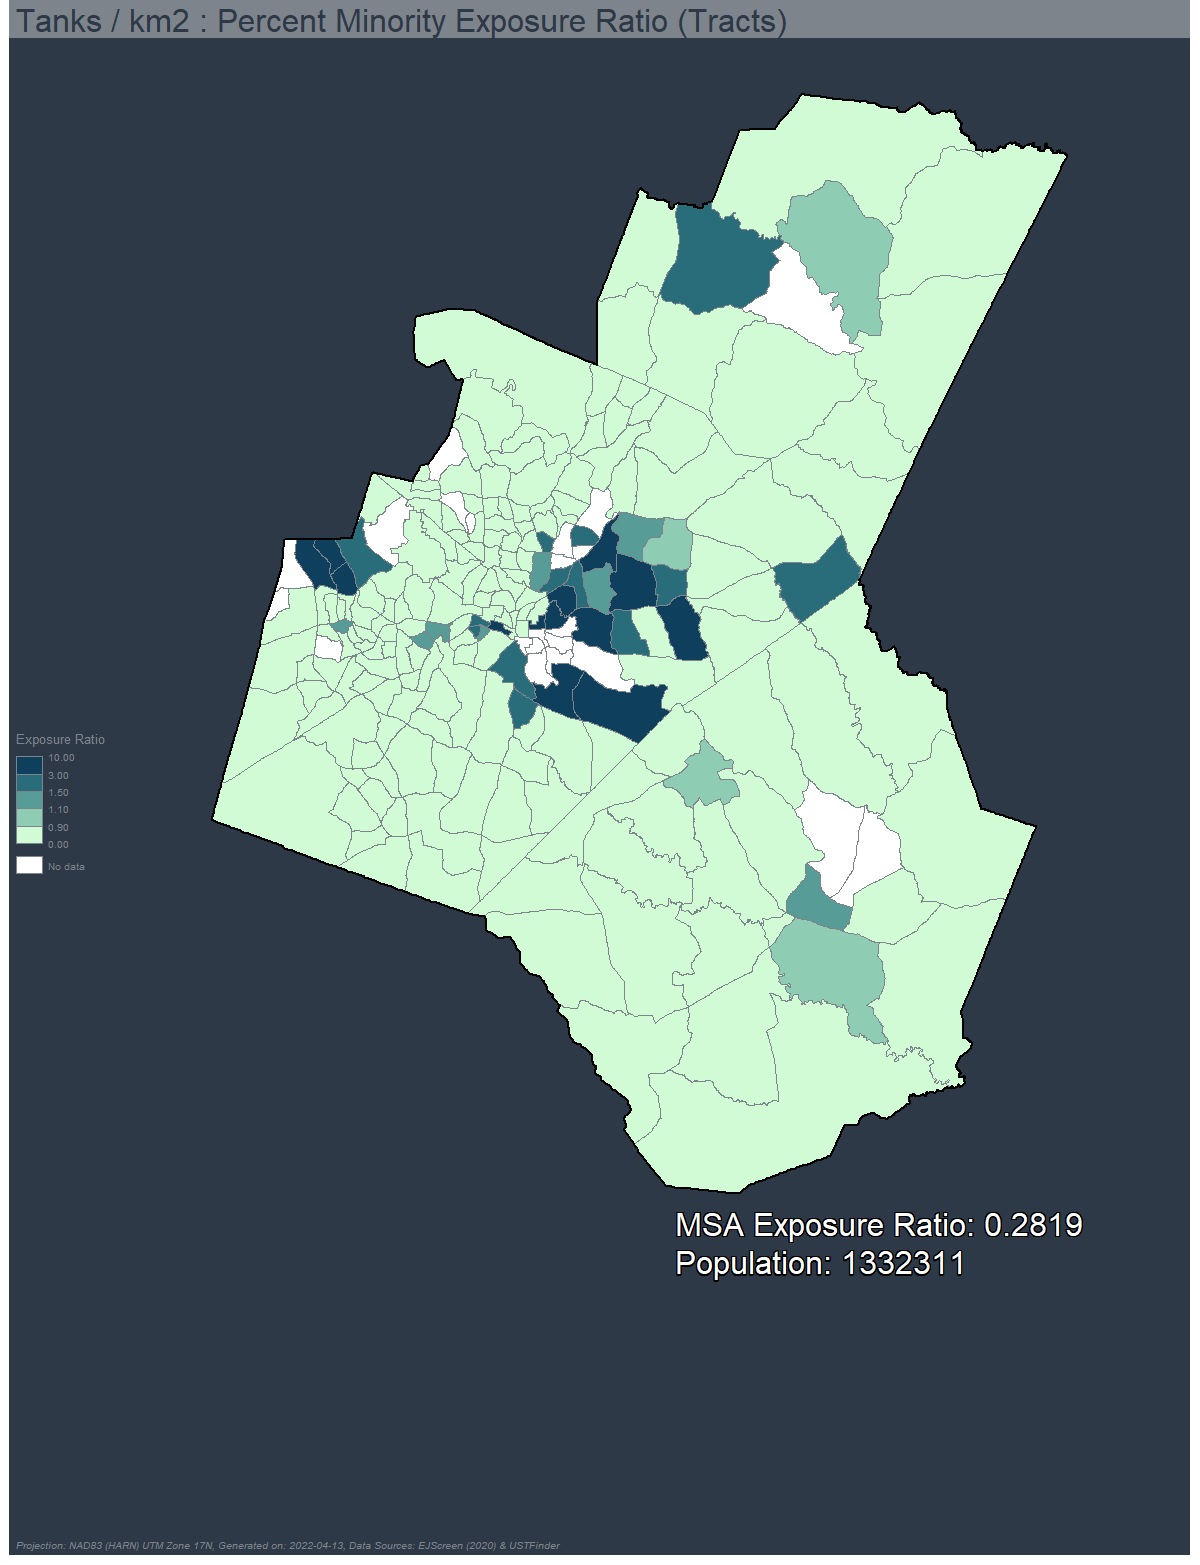 Tanks / km2 : Percent Minority Exposure Ratio (Tracts)
Exposure Ratio
10.00
3.00
1.50
1.10
0.90
0.00
No data
MSA Exposure Ratio: 0.2819
Population: 1332311
Projection: NAD83 (HARN) UTM Zone 17N, Generated on: 2022-04-13, Data Sources: EJScreen (2020) & USTFinder